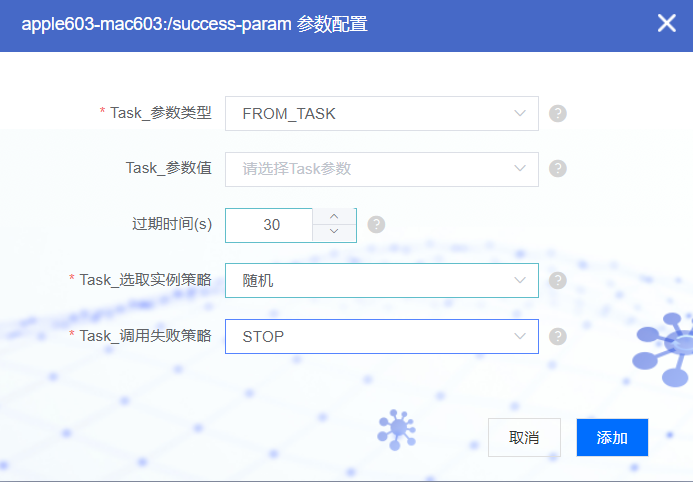 apple603-mac603:/success-param 参数配置
* Task_参数类型 FROM_TASK ?
Task_参数值 请选择Task参数 ?
过期时间(s) 30 ?
* Task_选取实例策略 随机 ?
* Task_调用失败策略 STOP ?
取消 添加